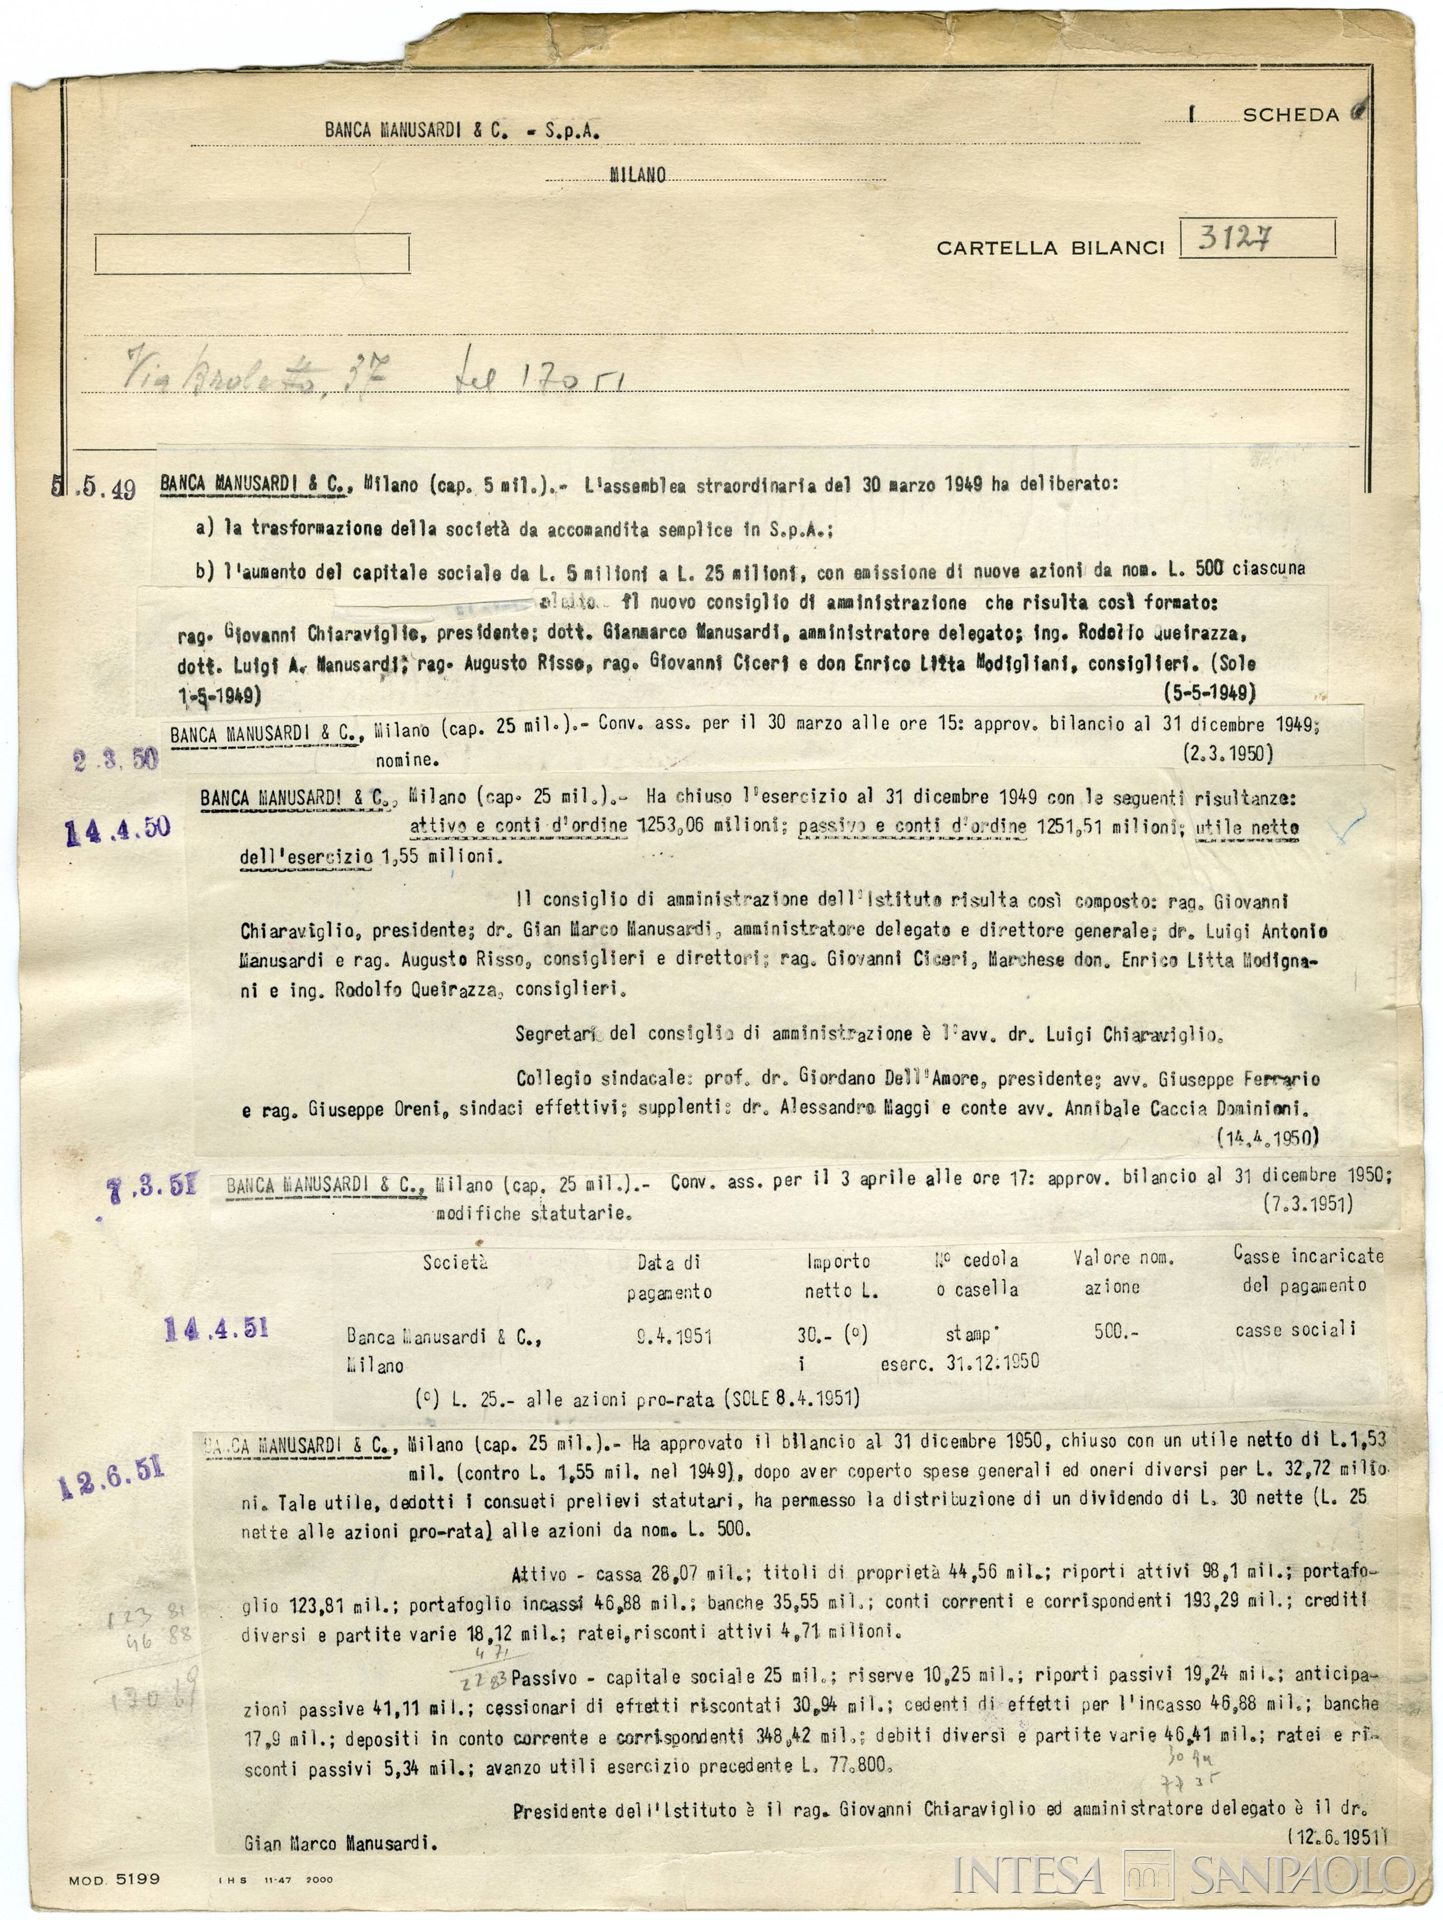 BANCA MANUSARDI & C. - S.p.A.
I SCHEDA
MILANO
CARTELLA BILANCI 3127
Via Broletto, 37 tel 17051
5.5.49 BANCA MANUSARDI & C., Milano (cap. 5 mil.).- L'assemblea straordinaria del 30 marzo 1949 ha deliberato:
a) la trasformazione della società da accomandita semplice in S.p.A.;
b) l'aumento del capitale sociale da L. 5 milioni a L. 25 milioni, con emissione di nuove azioni da nom. L. 500 ciascuna
il nuovo consiglio di amministrazione che risulta così formato:
rag. Giovanni Chiaraviglio, presidente; dott. Gianmarco Manusardi, amministratore delegato; ing. Rodolfo Queirazza,
dott. Luigi A. Manusardi; rag. Augusto Risso, rag. Giovanni Ciceri e don Enrico Litta Modigliani, consiglieri. (Sole
1-5-1949) (5-5-1949)
BANCA MANUSARDI & C., Milano (cap. 25 mil.).- Conv. ass. per il 30 marzo alle ore 15: approv. bilancio al 31 dicembre 1949;
2.3.50 nomine. (2.3.1950)
BANCA MANUSARDI & C., Milano (cap. 25 mil.).- Ha chiuso l'esercizio al 31 dicembre 1949 con le seguenti risultanze:
14.4.50 attivo e conti d'ordine 1253,06 milioni; passivo e conti d'ordine 1251,51 milioni; utile netto
dell'esercizio 1,55 milioni.
Il consiglio di amministrazione dell'Istituto risulta così composto: rag. Giovanni
Chiaraviglio, presidente; dr. Gian Marco Manusardi, amministratore delegato e direttore generale; dr. Luigi Antonio
Manusardi e rag. Augusto Risso, consiglieri e direttori; rag. Giovanni Ciceri, Marchese don. Enrico Litta Modigna-
ni e ing. Rodolfo Queirazza, consiglieri.
Segretari del consiglio di amministrazione è l'avv. dr. Luigi Chiaraviglio.
Collegio sindacale: prof. dr. Giordano Dell'Amore, presidente; avv. Giuseppe Ferrario
e rag. Giuseppe Oreni, sindaci effettivi; supplenti: dr. Alessandro Maggi e conte avv. Annibale Caccia Dominioni.
(14.4.1950)
7.3.51 BANCA MANUSARDI & C., Milano (cap. 25 mil.).- Conv. ass. per il 3 aprile alle ore 17: approv. bilancio al 31 dicembre 1950;
modifiche statutarie. (7.3.1951)
Società Data di Importo N° cedola Valore nom. Casse incaricate
pagamento netto L. o casella azione del pagamento
14.4.51 Banca Manusardi & C., 9.4.1951 30.- (°) stamp° 500.- casse sociali
Milano i eserc. 31.12.1950
(°) L. 25.- alle azioni pro-rata (SOLE 8.4.1951)
BANCA MANUSARDI & C., Milano (cap. 25 mil.).- Ha approvato il bilancio al 31 dicembre 1950, chiuso con un utile netto di L.1,53
12.6.51 mil. (contro L. 1,55 mil. nel 1949), dopo aver coperto spese generali ed oneri diversi per L. 32,72 milio
ni. Tale utile, dedotti i consueti prelievi statutari, ha permesso la distribuzione di un dividendo di L. 30 nette (L. 25
nette alle azioni pro-rata) alle azioni da nom. L. 500.
Attivo - cassa 28,07 mil.; titoli di proprietà 44,56 mil.; riporti attivi 98,1 mil.; portafo-
glio 123,81 mil.; portafoglio incassi 46,88 mil.; banche 35,55 mil.; conti correnti e corrispondenti 193,29 mil.; crediti
diversi e partite varie 18,12 mil.; ratei,risconti attivi 4,71 milioni.
123 81
46 88
170 69
4 71
22 83
Passivo - capitale sociale 25 mil.; riserve 10,25 mil.; riporti passivi 19,24 mil.; anticipa-
zioni passive 41,11 mil.; cessionari di effetti riscontati 30,94 mil.; cedenti di effetti per l'incasso 46,88 mil.; banche
17,9 mil.; depositi in conto corrente e corrispondenti 348,42 mil.; debiti diversi e partite varie 46,41 mil.; ratei e ri-
sconti passivi 5,34 mil.; avanzo utili esercizio precedente L. 77.800.
30 94
77 35
Presidente dell'Istituto è il rag. Giovanni Chiaraviglio ed amministratore delegato è il dr.
Gian Marco Manusardi. (12.6.1951)
MOD. 5199 I H S 11-47 2000
INTESA SANPAOLO